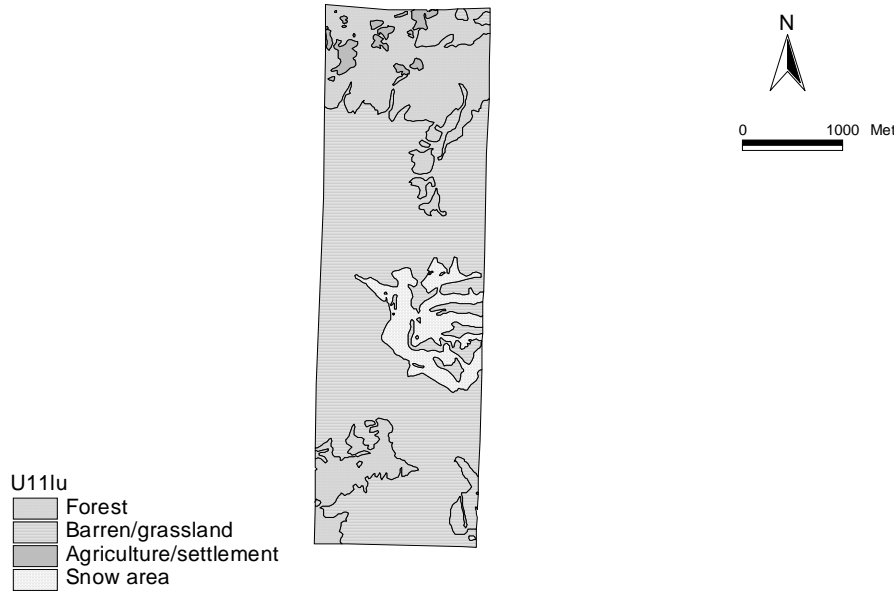 N
0 1000 Met
U11lu
Forest
Barren/grassland
Agriculture/settlement
Snow area